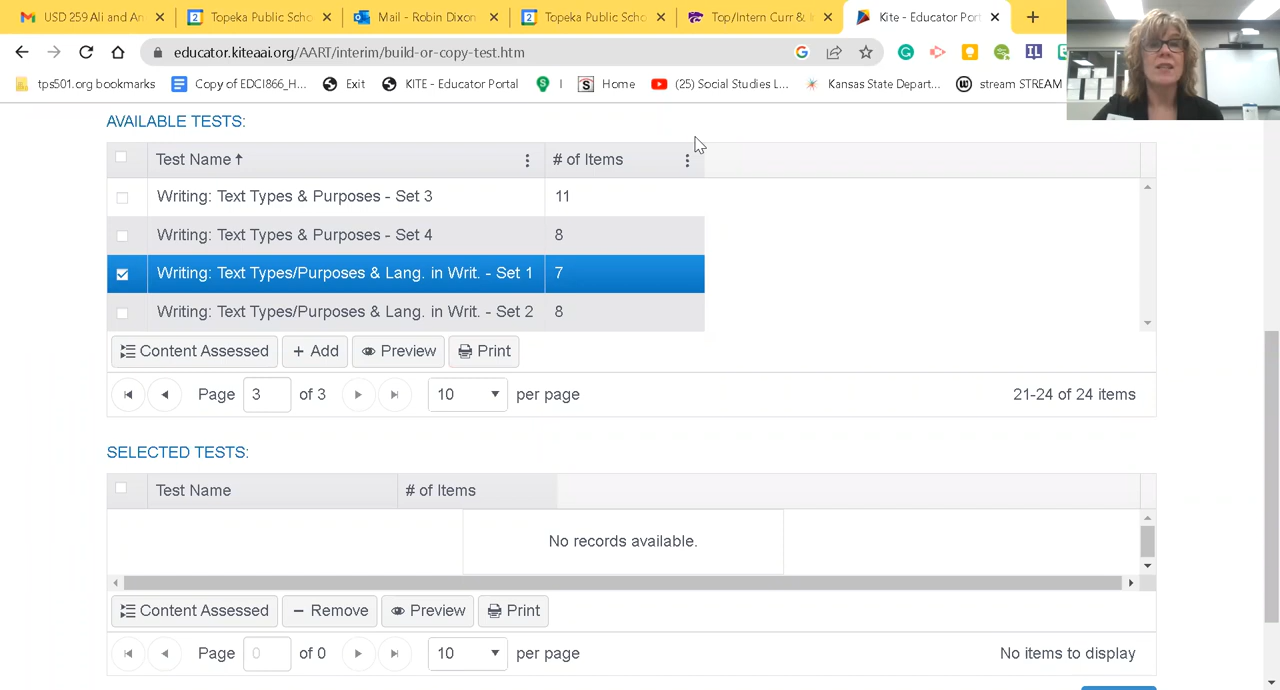 USD 259 Ali and Ar
Topeka Public Scho
Mail - Robin Dixon
Topeka Public Scho
Top/Intern Curr & I
Kite - Educator Por
educator.kiteaai.org/AART/interim/build-or-copy-test.htm
tps501.org bookmarks
Copy of EDCI866_H...
Exit
KITE - Educator Portal
I
Home
(25) Social Studies L...
Kansas State Depart...
stream STREAM
AVAILABLE TESTS:
Test Name # of Items
Writing: Text Types & Purposes - Set 3 11
Writing: Text Types & Purposes - Set 4 8
Writing: Text Types/Purposes & Lang. in Writ. - Set 1 7
Writing: Text Types/Purposes & Lang. in Writ. - Set 2 8
Content Assessed + Add Preview Print
Page 3 of 3 10 per page 21-24 of 24 items
SELECTED TESTS:
Test Name # of Items
No records available.
Content Assessed − Remove Preview Print
Page 0 of 0 10 per page No items to display